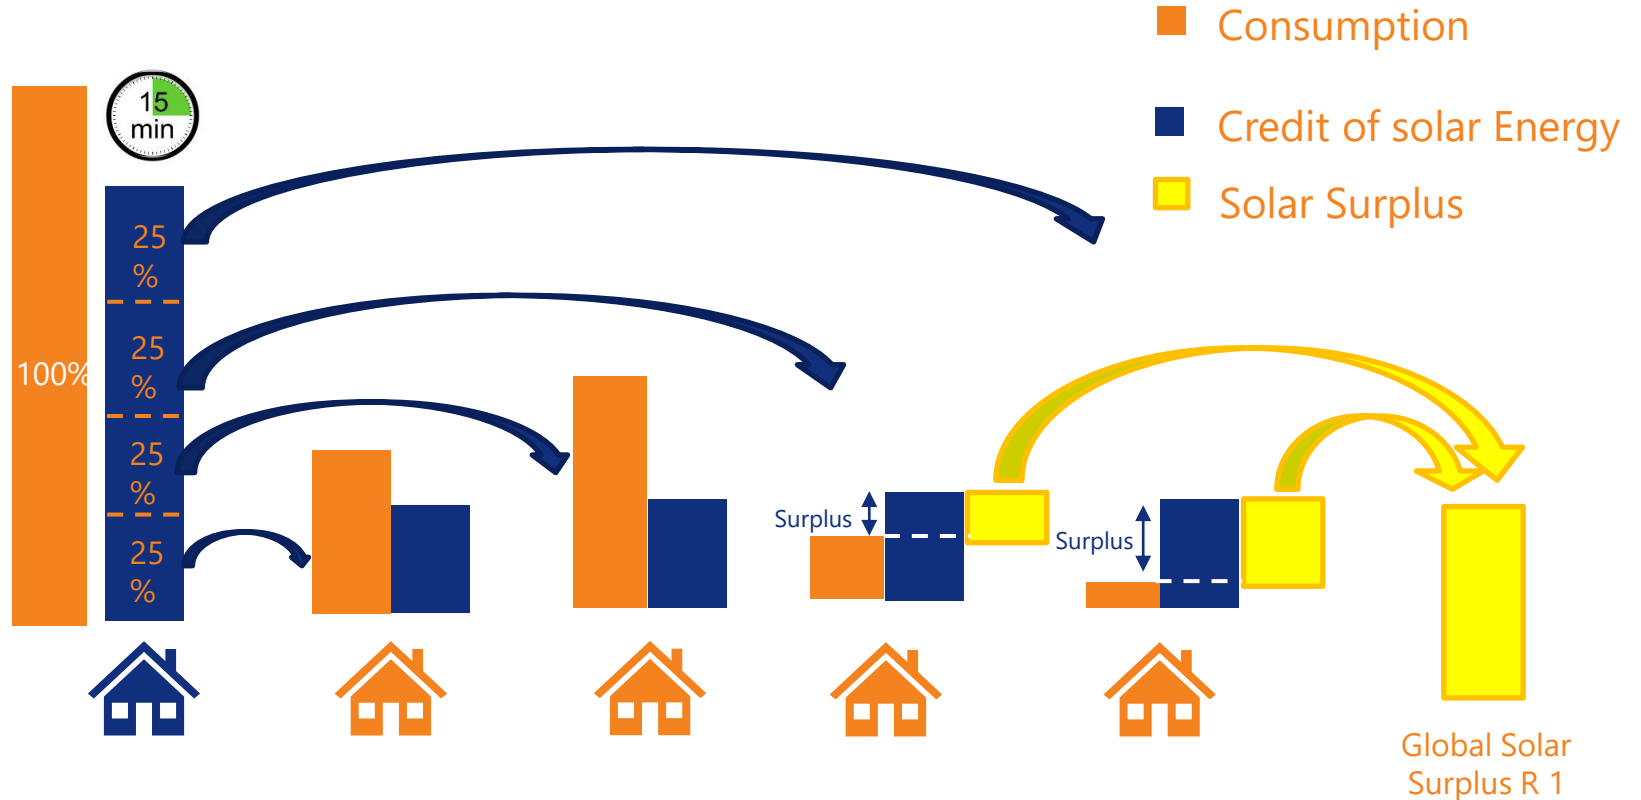 Consumption
Credit of solar Energy
Solar Surplus
15
min
100%
25
%
25
%
25
%
25
%
Surplus
Surplus
Global Solar
Surplus R 1